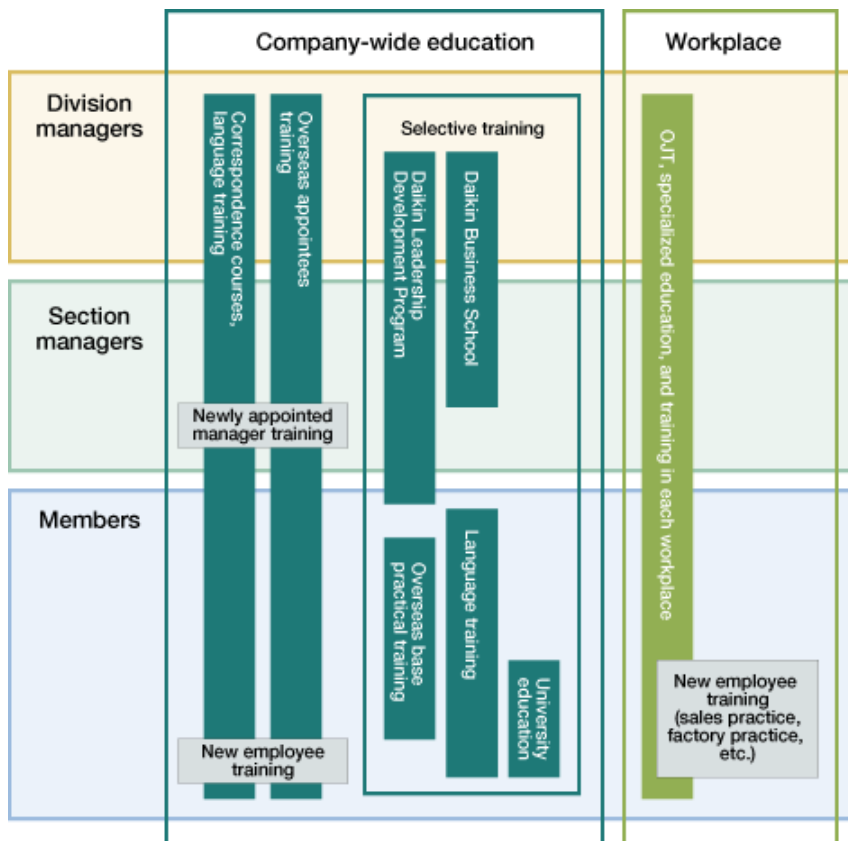 Company-wide education
Workplace
Division
managers
Correspondence courses,
language training
Overseas appointees
training
Selective training
Daikin Leadership
Development Program
Daikin Business School
OJT, specialized education, and training in each workplace
Section
managers
Newly appointed
manager training
Members
Overseas base
practical training
Language training
University
education
New employee
training
New employee
training
(sales practice,
factory practice,
etc.)